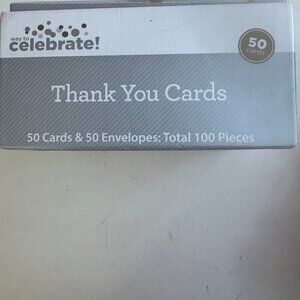 way to
celebrate!
50
cards
Thank You Cards
50 Cards & 50 Envelopes: Total 100 Pieces